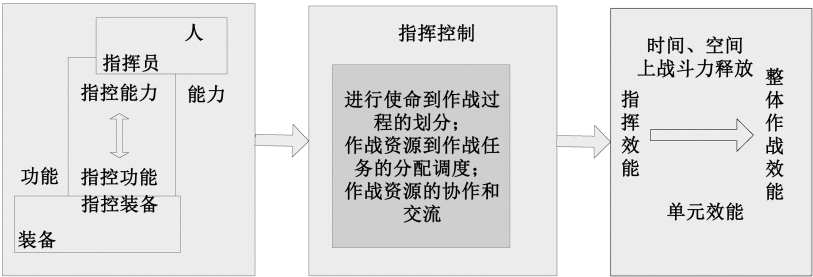 人
指挥员
指控能力
能力
功能
指控功能
指控装备
装备
指挥控制
进行使命到作战过
程的划分；
作战资源到作战任
务的分配调度；
作战资源的协作和
交流
时间、空间
上战斗力释放
指挥效能
整体作战效能
单元效能